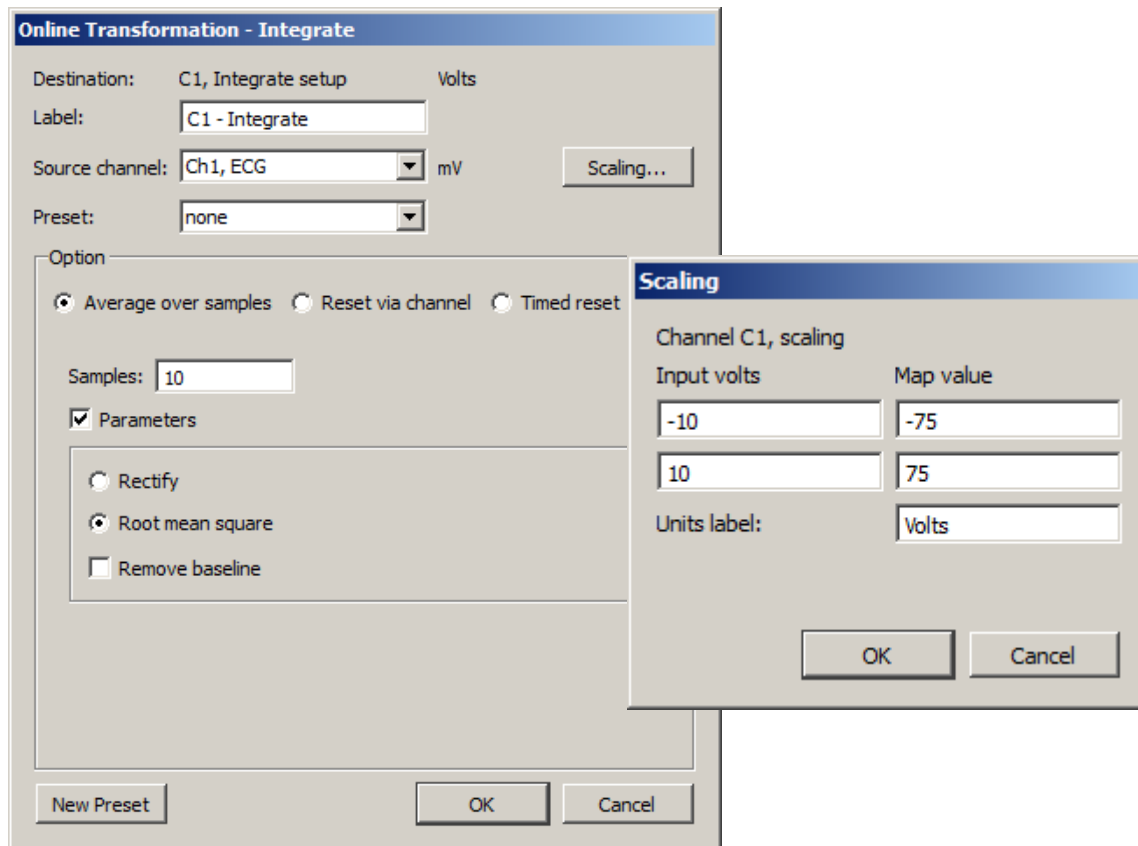 Online Transformation - Integrate
Destination: C1, Integrate setup Volts
Label: C1 - Integrate
Source channel: Ch1, ECG mV Scaling...
Preset: none
Option
Average over samples Reset via channel Timed reset
Samples: 10
Parameters
Rectify
Root mean square
Remove baseline
New Preset OK Cancel
Scaling
Channel C1, scaling
Input volts Map value
-10 -75
10 75
Units label: Volts
OK Cancel